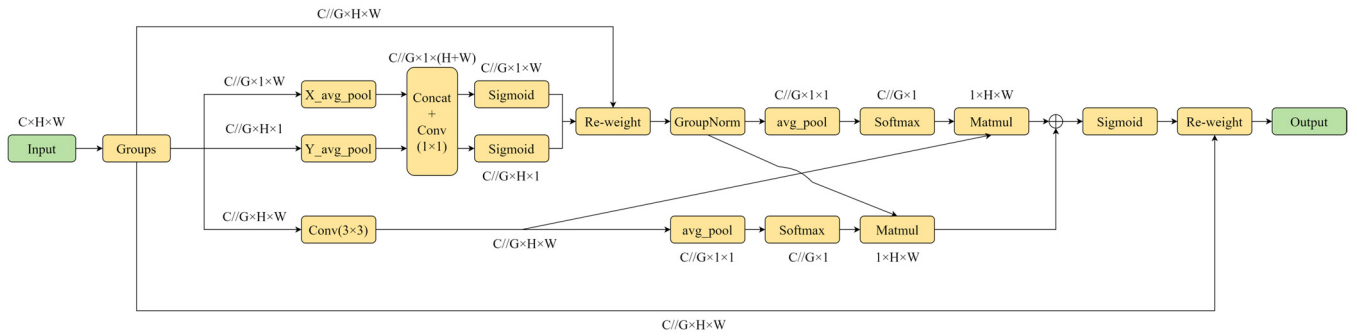 C//G×H×W
C//G×1×(H+W)
C//G×1×W
C//G×1×W
X_avg_pool
Sigmoid
C×H×W
C//G×H×1
Concat
+
Conv
(1×1)
C//G×1×1
C//G×1
1×H×W
Re-weight
GroupNorm
avg_pool
Softmax
Matmul
Sigmoid
Re-weight
Output
Input
Groups
Y_avg_pool
Sigmoid
C//G×H×1
C//G×H×W
Conv(3×3)
C//G×H×W
avg_pool
Softmax
Matmul
C//G×1×1
C//G×1
1×H×W
C//G×H×W